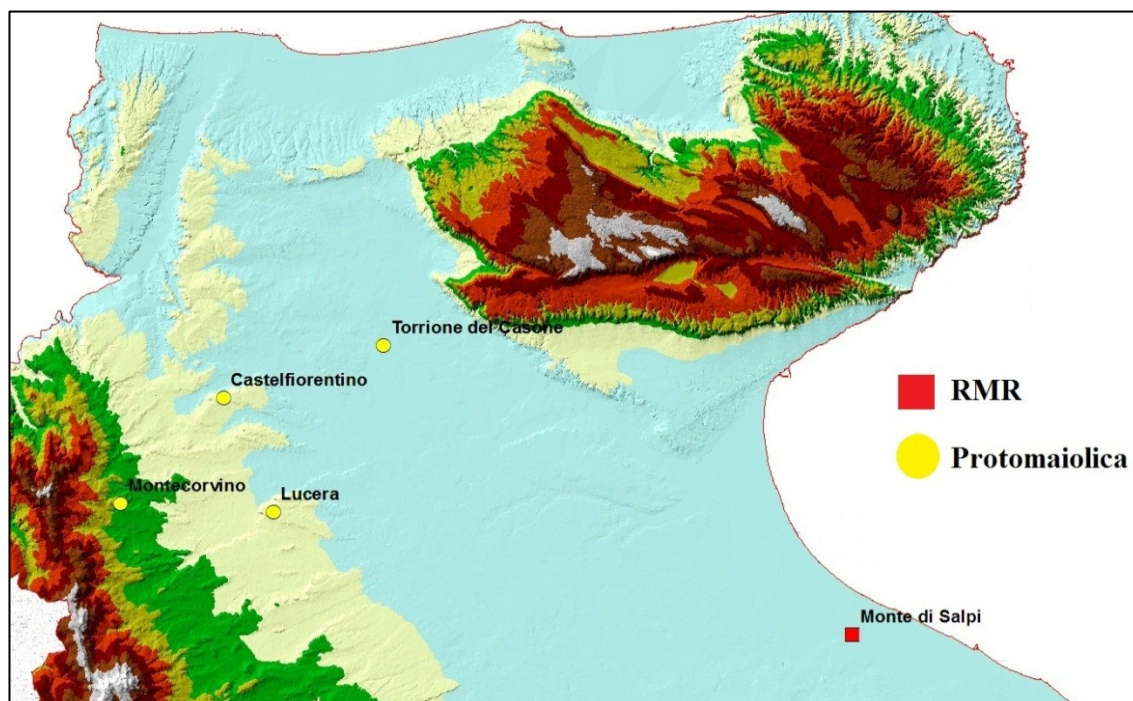 Torrione del Casone
Castelfiorentino
RMR
Protomaiolica
Montecorvino
Lucera
Monte di Salpi